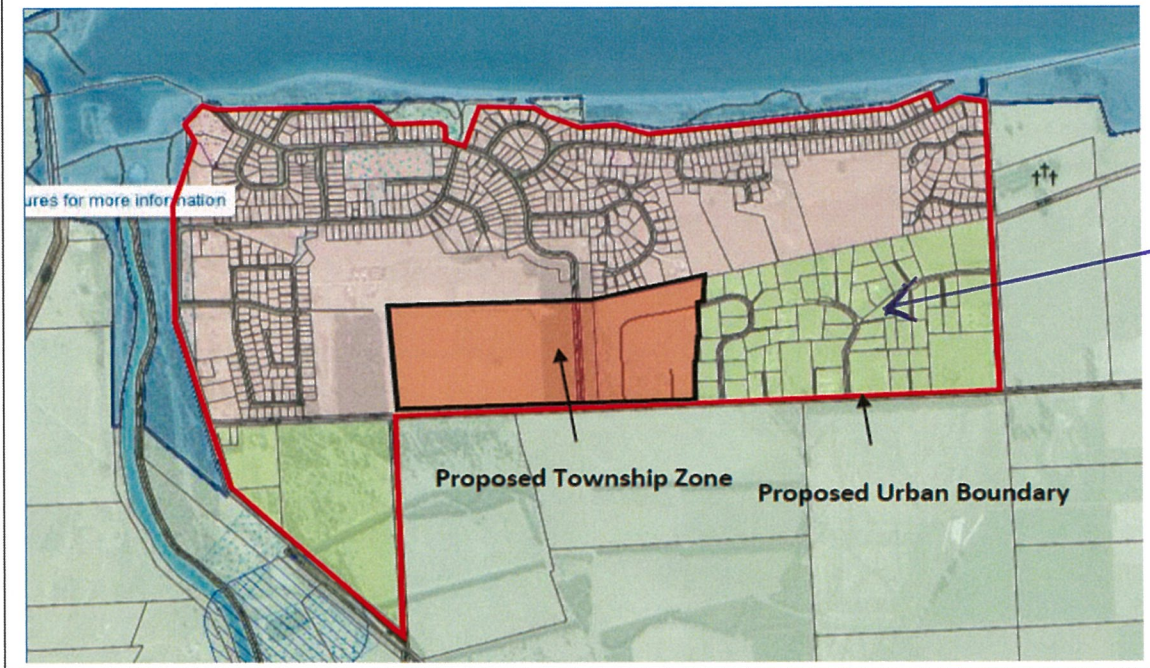 ures for more information
Proposed Township Zone
Proposed Urban Boundary